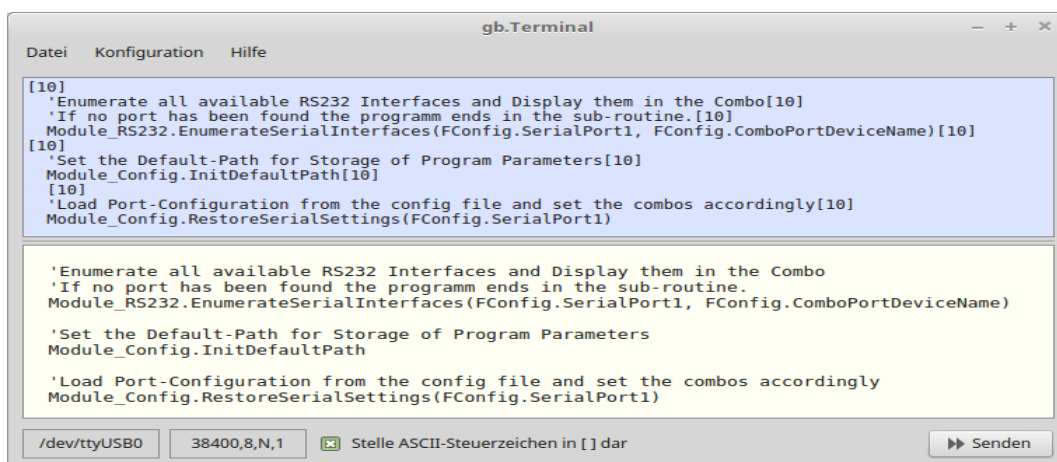 gb.Terminal
Datei Konfiguration Hilfe
[10]
'Enumerate all available RS232 Interfaces and Display them in the Combo[10]
'If no port has been found the programm ends in the sub-routine.[10]
Module_RS232.EnumerateSerialInterfaces(FConfig.SerialPort1, FConfig.ComboPortDeviceName)[10]
[10]
'Set the Default-Path for Storage of Program Parameters[10]
Module_Config.InitDefaultPath[10]
[10]
'Load Port-Configuration from the config file and set the combos accordingly[10]
Module_Config.RestoreSerialSettings(FConfig.SerialPort1)
'Enumerate all available RS232 Interfaces and Display them in the Combo
'If no port has been found the programm ends in the sub-routine.
Module_RS232.EnumerateSerialInterfaces(FConfig.SerialPort1, FConfig.ComboPortDeviceName)
'Set the Default-Path for Storage of Program Parameters
Module_Config.InitDefaultPath
'Load Port-Configuration from the config file and set the combos accordingly
Module_Config.RestoreSerialSettings(FConfig.SerialPort1)
/dev/ttyUSB0 38400,8,N,1 Stelle ASCII-Steuerzeichen in [ ] dar Senden